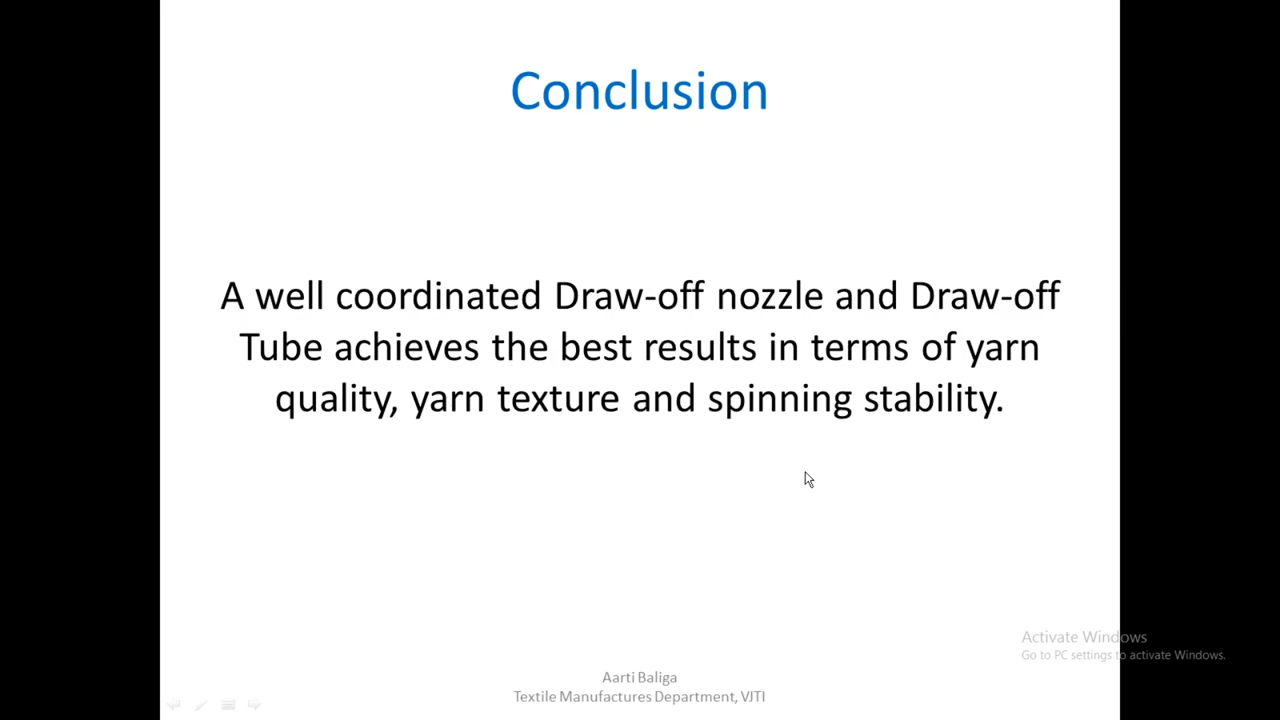 Conclusion
A well coordinated Draw-off nozzle and Draw-off
Tube achieves the best results in terms of yarn
quality, yarn texture and spinning stability.
Activate Windows
Go to PC settings to activate Windows.
Aarti Baliga
Textile Manufactures Department, VJTI